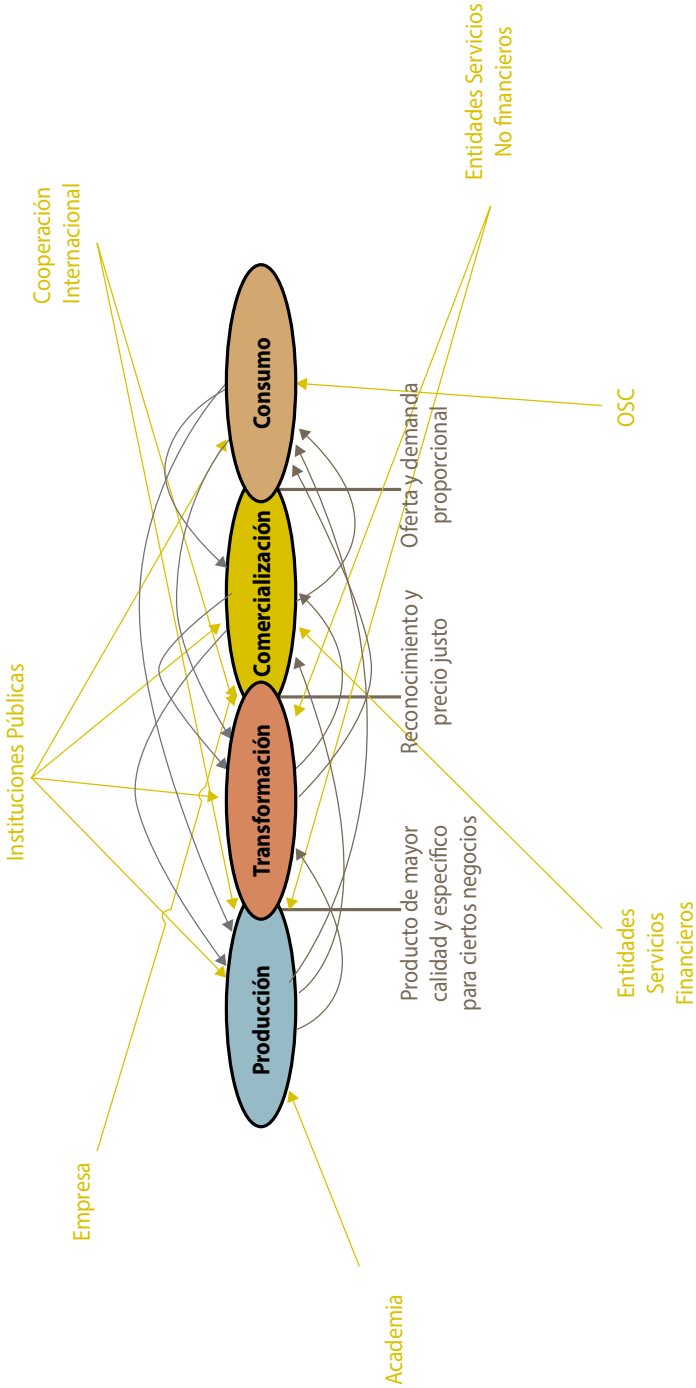 Instituciones Públicas
Empresa
Cooperación
Internacional
Producción
Transformación
Comercialización
Consumo
Producto de mayor
calidad y específico
para ciertos negocios
Reconocimiento y
precio justo
Oferta y demanda
proporcional
Academia
Entidades Servicios
No financieros
Entidades
Servicios
Financieros
OSC